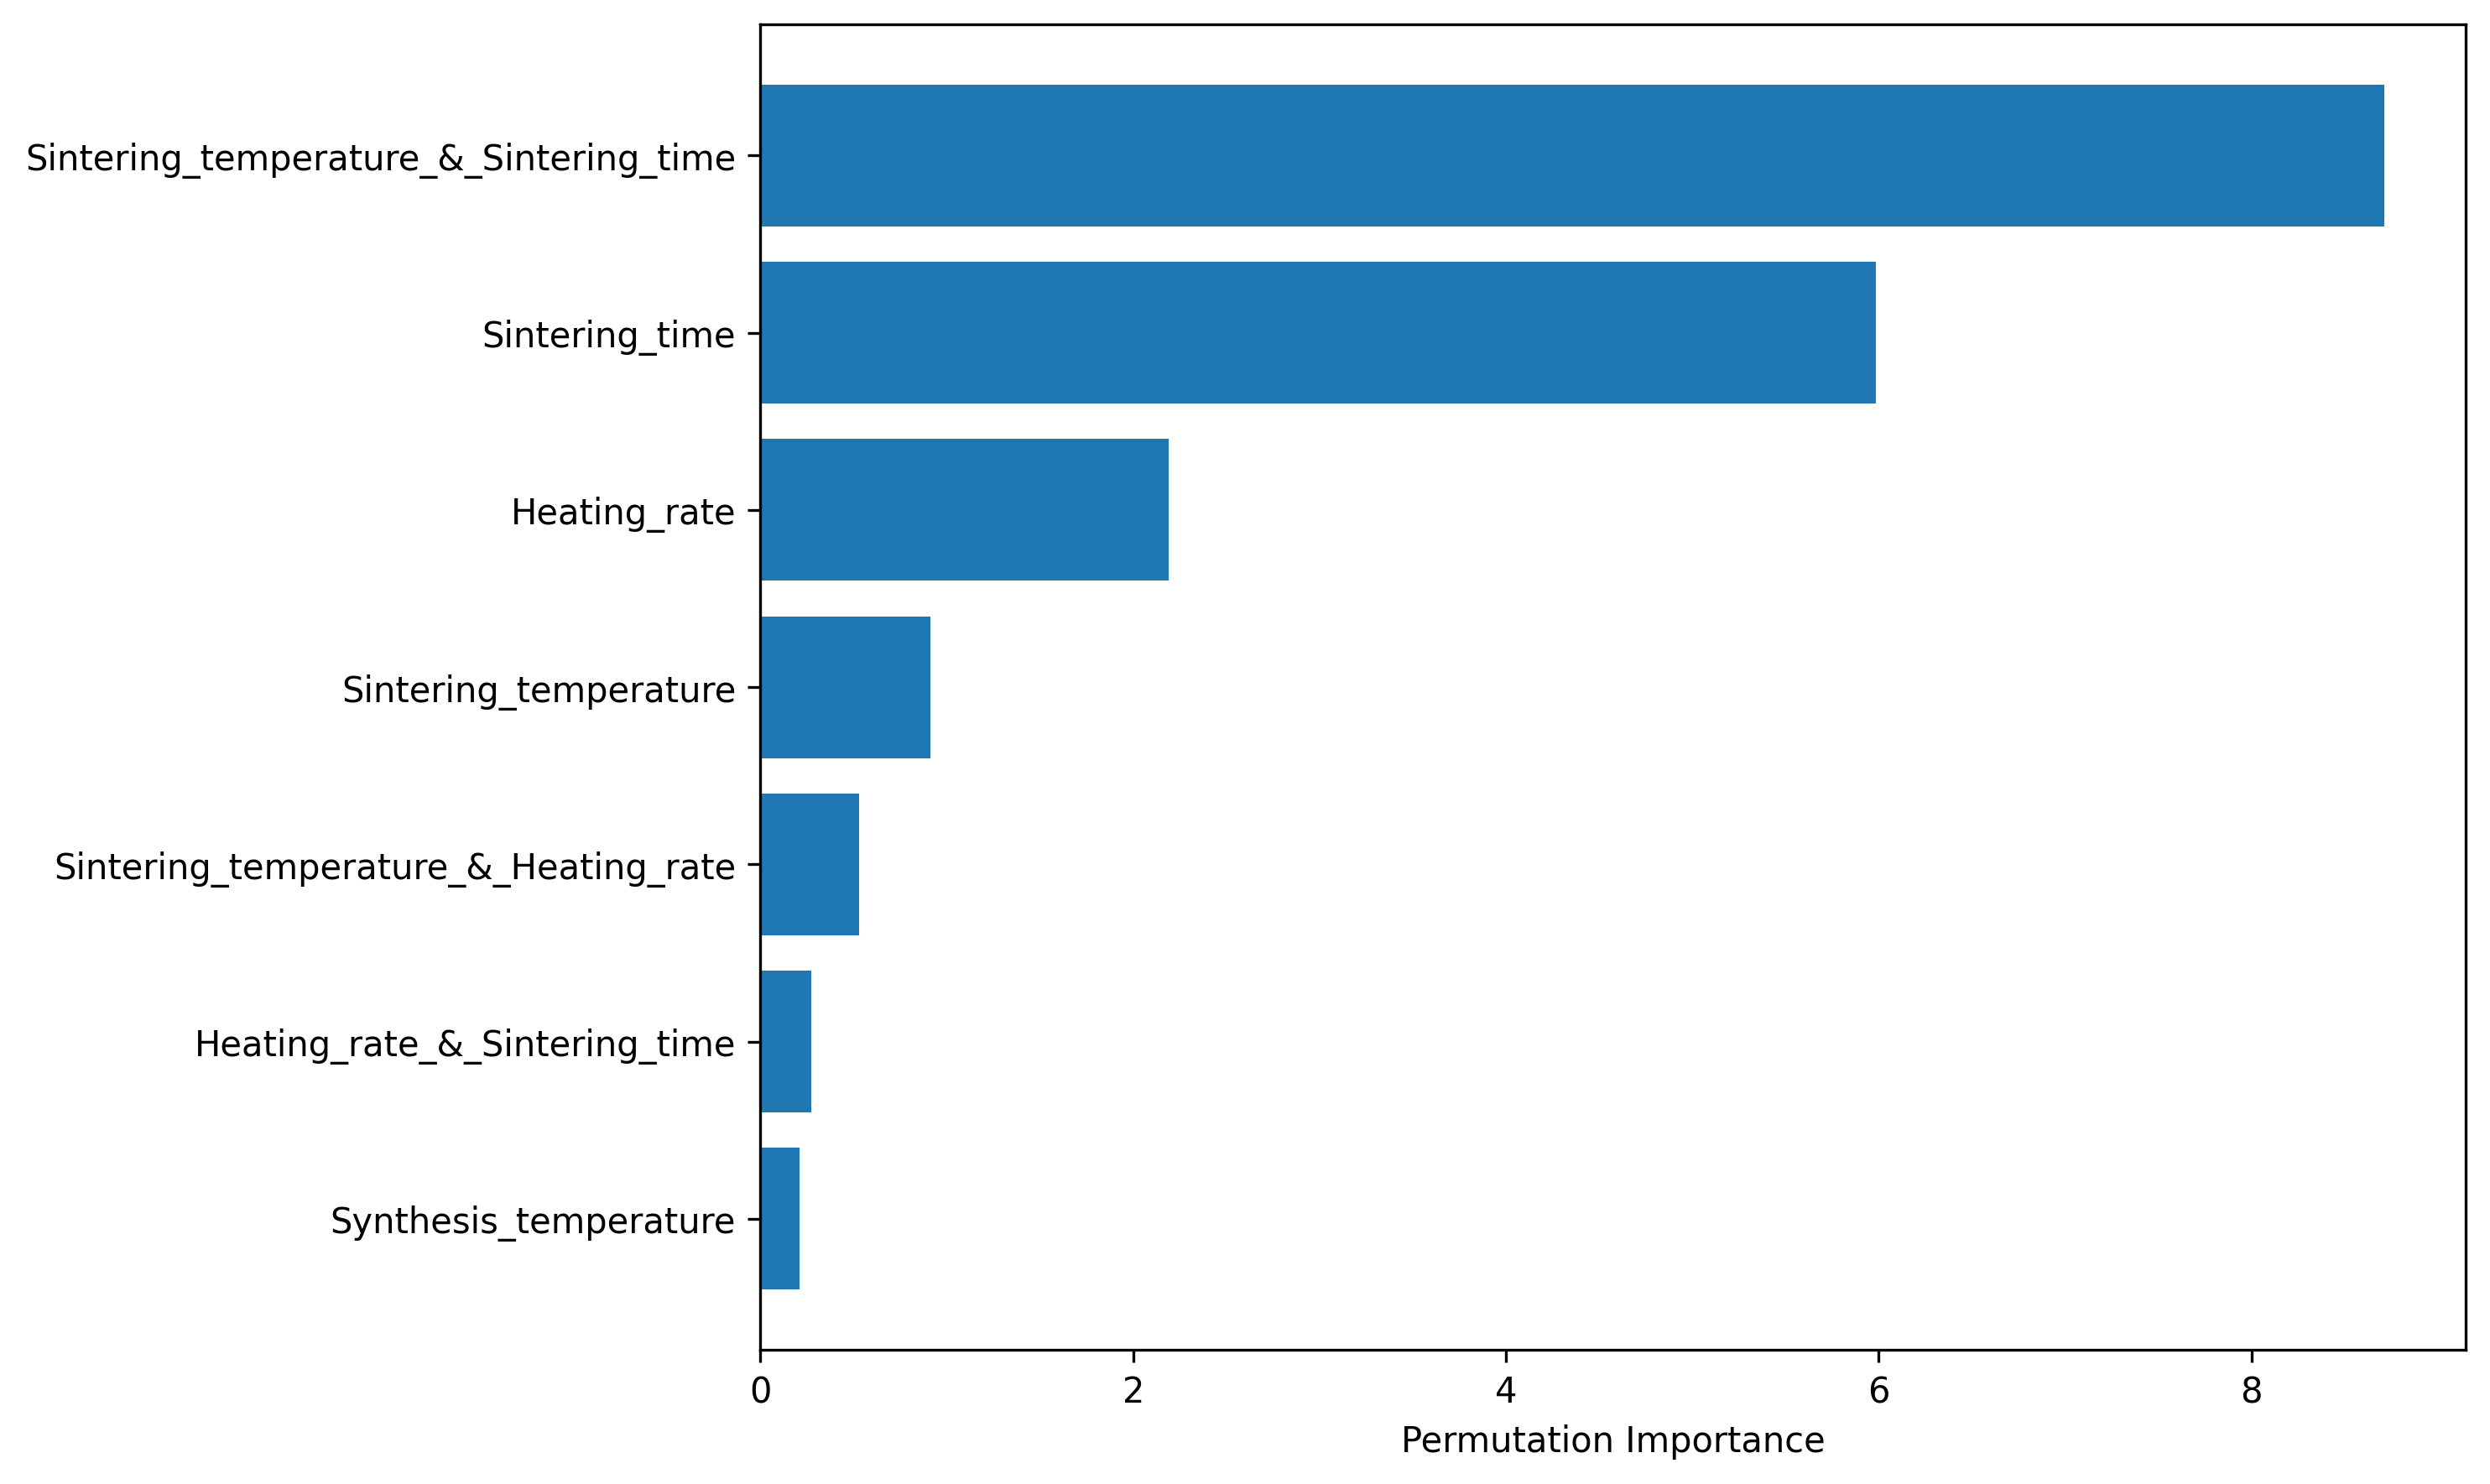 Sintering_temperature_&_Sintering_time
Sintering_time
Heating_rate
Sintering_temperature
Sintering_temperature_&_Heating_rate
Heating_rate_&_Sintering_time
Synthesis_temperature
0 2 4 6 8
Permutation Importance